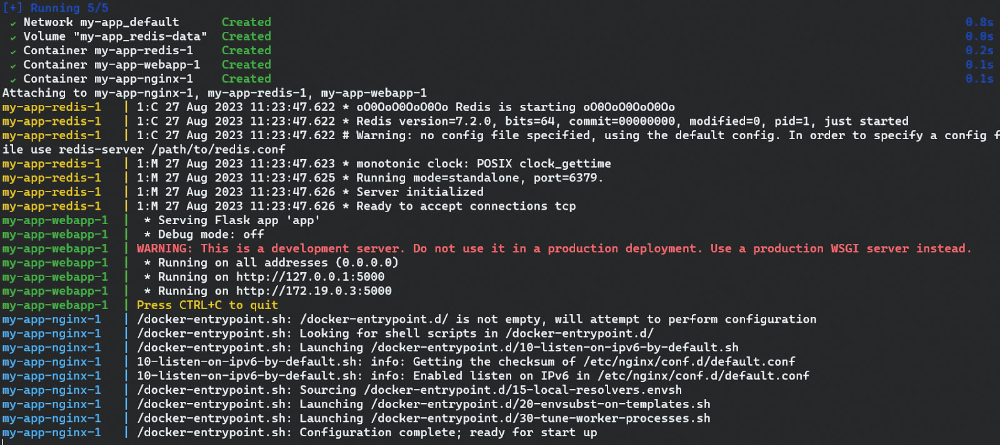 [+] Running 5/5
✓ Network my-app_default Created 0.8s
✓ Volume "my-app_redis-data" Created 0.0s
✓ Container my-app-redis-1 Created 0.2s
✓ Container my-app-webapp-1 Created 0.1s
✓ Container my-app-nginx-1 Created 0.1s
Attaching to my-app-nginx-1, my-app-redis-1, my-app-webapp-1
my-app-redis-1 | 1:C 27 Aug 2023 11:23:47.622 * oO0OoO0OoO0Oo Redis is starting oO0OoO0OoO0Oo
my-app-redis-1 | 1:C 27 Aug 2023 11:23:47.622 * Redis version=7.2.0, bits=64, commit=00000000, modified=0, pid=1, just started
my-app-redis-1 | 1:C 27 Aug 2023 11:23:47.622 # Warning: no config file specified, using the default config. In order to specify a config f
ile use redis-server /path/to/redis.conf
my-app-redis-1 | 1:M 27 Aug 2023 11:23:47.623 * monotonic clock: POSIX clock_gettime
my-app-redis-1 | 1:M 27 Aug 2023 11:23:47.625 * Running mode=standalone, port=6379.
my-app-redis-1 | 1:M 27 Aug 2023 11:23:47.626 * Server initialized
my-app-redis-1 | 1:M 27 Aug 2023 11:23:47.626 * Ready to accept connections tcp
my-app-webapp-1 | * Serving Flask app 'app'
my-app-webapp-1 | * Debug mode: off
my-app-webapp-1 | WARNING: This is a development server. Do not use it in a production deployment. Use a production WSGI server instead.
my-app-webapp-1 | * Running on all addresses (0.0.0.0)
my-app-webapp-1 | * Running on http://127.0.0.1:5000
my-app-webapp-1 | * Running on http://172.19.0.3:5000
my-app-webapp-1 | Press CTRL+C to quit
my-app-nginx-1 | /docker-entrypoint.sh: /docker-entrypoint.d/ is not empty, will attempt to perform configuration
my-app-nginx-1 | /docker-entrypoint.sh: Looking for shell scripts in /docker-entrypoint.d/
my-app-nginx-1 | /docker-entrypoint.sh: Launching /docker-entrypoint.d/10-listen-on-ipv6-by-default.sh
my-app-nginx-1 | 10-listen-on-ipv6-by-default.sh: info: Getting the checksum of /etc/nginx/conf.d/default.conf
my-app-nginx-1 | 10-listen-on-ipv6-by-default.sh: info: Enabled listen on IPv6 in /etc/nginx/conf.d/default.conf
my-app-nginx-1 | /docker-entrypoint.sh: Sourcing /docker-entrypoint.d/15-local-resolvers.envsh
my-app-nginx-1 | /docker-entrypoint.sh: Launching /docker-entrypoint.d/20-envsubst-on-templates.sh
my-app-nginx-1 | /docker-entrypoint.sh: Launching /docker-entrypoint.d/30-tune-worker-processes.sh
my-app-nginx-1 | /docker-entrypoint.sh: Configuration complete; ready for start up